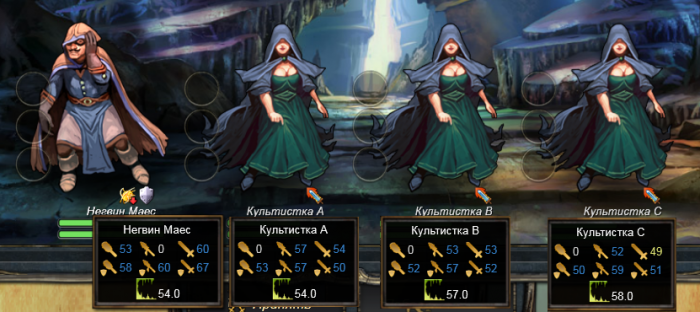 Негвин Маес
Культистка A
Культистка B
Культистка C
Негвин Маес
53 0 60
58 60 67
54.0
Культистка A
0 57 54
53 57 50
54.0
Культистка B
0 53 53
52 57 52
57.0
Культистка C
0 52 49
50 59 51
58.0